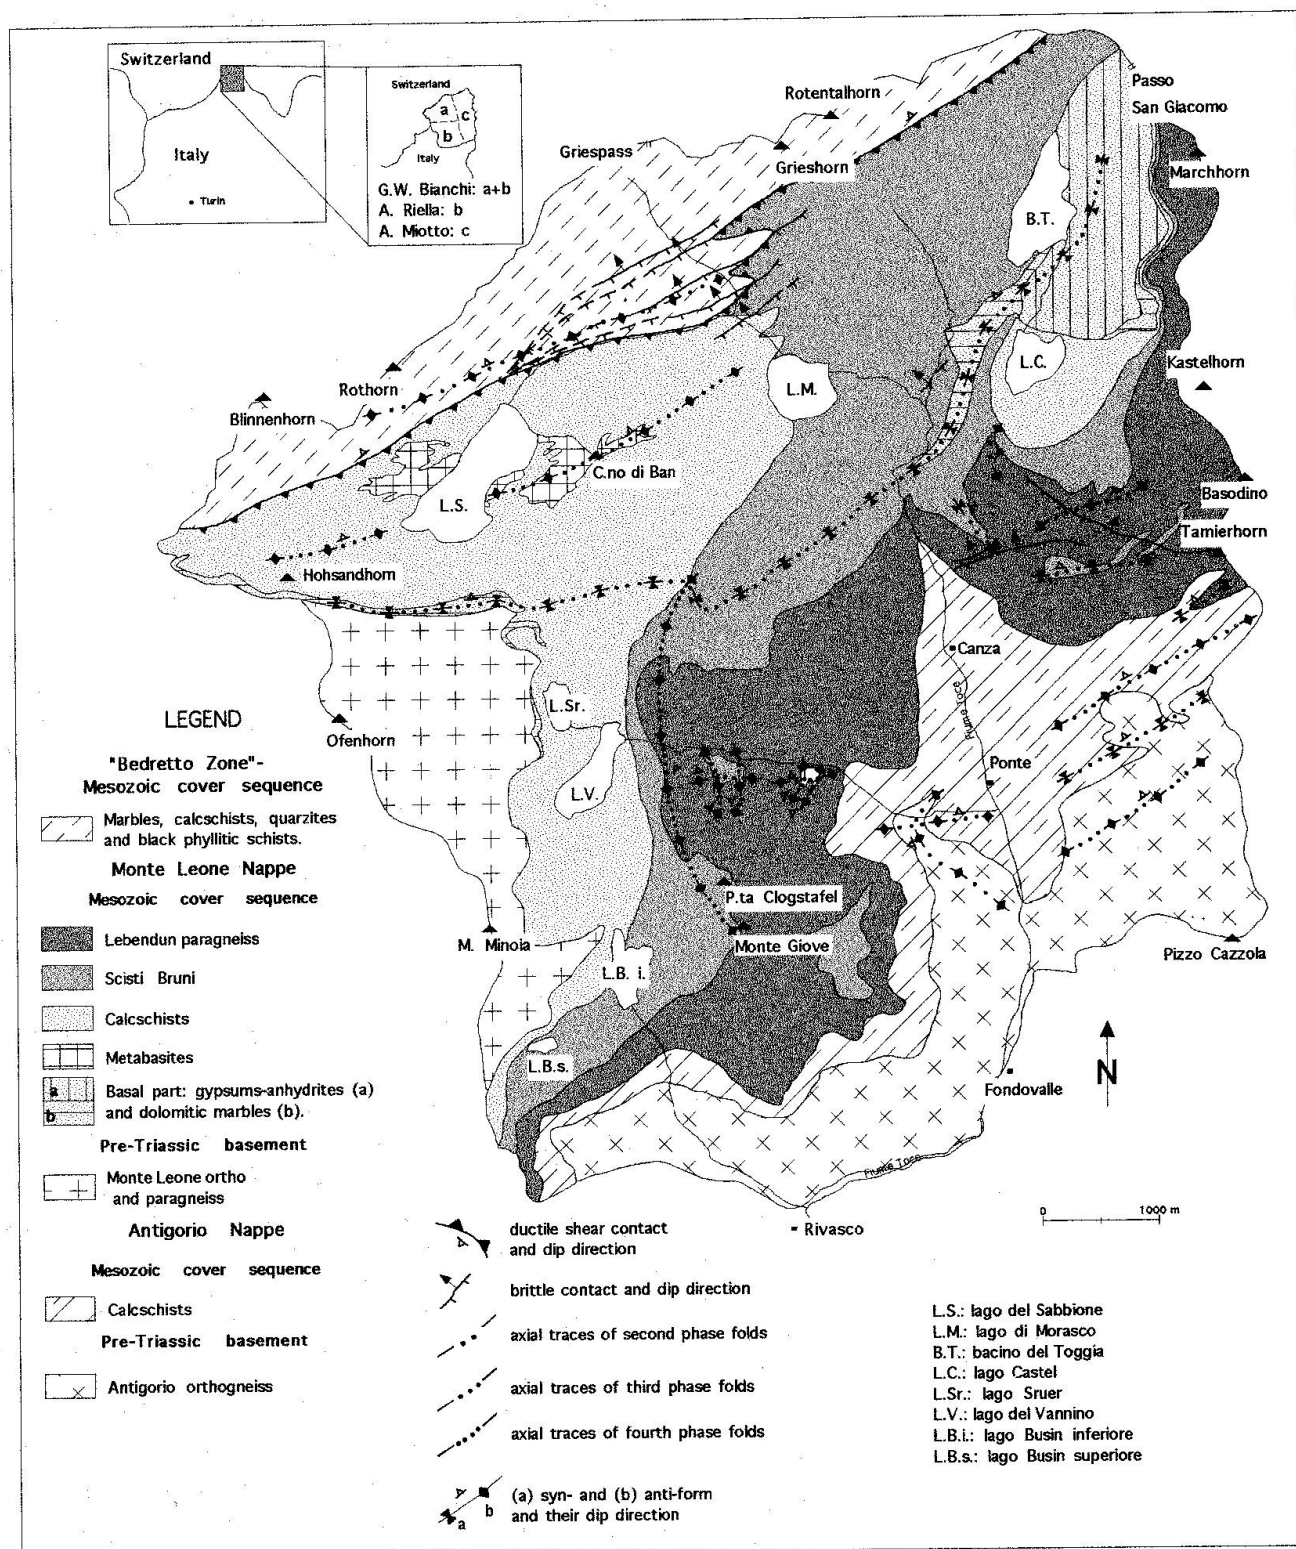 Switzerland
Italy
Turin
Switzerland
a
c
b
Italy
G.W. Bianchi: a+b
A. Riella: b
A. Miotto: c
Passo
San Giacomo
Rotentalhorn
Griespass
Grieshorn
Marchhorn
B.T.
L.C.
Kastelhorn
L.M.
Rothorn
Blinnenhorn
C.no di Ban
L.S.
Basodino
Tamierhorn
Hohsandhorn
Canza
Fiume Toce
L.Sr.
Ofenhorn
L.V.
Ponte
P.ta Clogstafel
M. Minoia
Monte Giove
Pizzo Cazzola
L.B.i.
L.B.s.
N
Fondovalle
Fiume Toce
Rivasco
0 1000 m
LEGEND
"Bedretto Zone"-
Mesozoic cover sequence
Marbles, calcschists, quarzites
and black phyllitic schists.
Monte Leone Nappe
Mesozoic cover sequence
Lebendun paragneiss
Scisti Bruni
Calcschists
Metabasites
a
b
Basal part: gypsums-anhydrites (a)
and dolomitic marbles (b).
Pre-Triassic basement
Monte Leone ortho
and paragneiss
Antigorio Nappe
Mesozoic cover sequence
Calcschists
Pre-Triassic basement
Antigorio orthogneiss
ductile shear contact
and dip direction
brittle contact and dip direction
axial traces of second phase folds
axial traces of third phase folds
axial traces of fourth phase folds
a
b
(a) syn- and (b) anti-form
and their dip direction
L.S.: lago del Sabbione
L.M.: lago di Morasco
B.T.: bacino del Toggia
L.C.: lago Castel
L.Sr.: lago Sruer
L.V.: lago del Vannino
L.B.i.: lago Busin inferiore
L.B.s.: lago Busin superiore